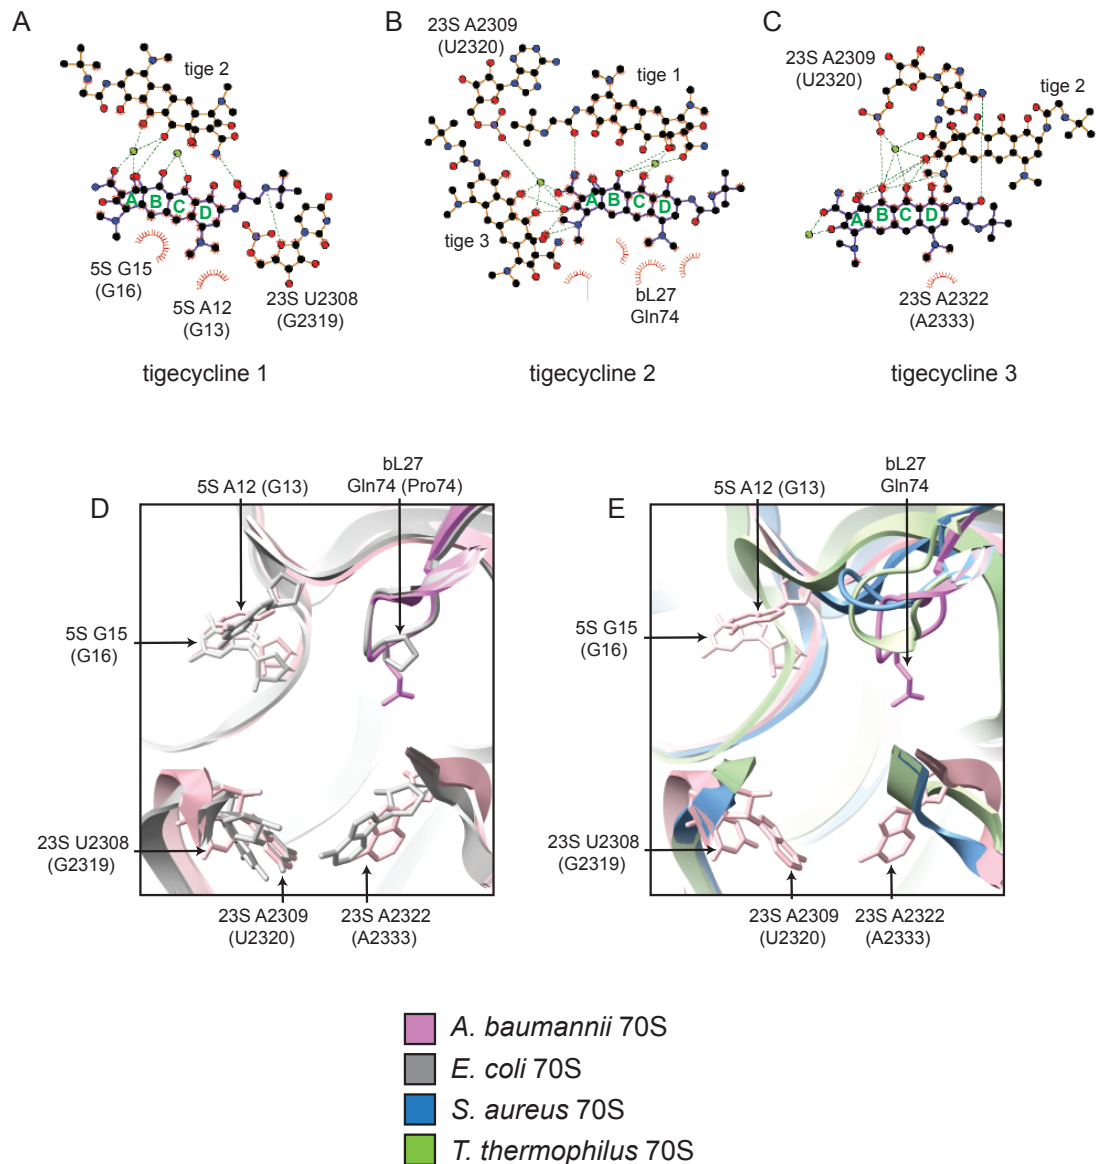 A
tige 2
A B C D
5S G15
(G16)
5S A12
(G13)
23S U2308
(G2319)
tigecycline 1
B
23S A2309
(U2320)
tige 1
A B C D
tige 3
bL27
Gln74
tigecycline 2
C
23S A2309
(U2320)
tige 2
A B C D
23S A2322
(A2333)
tigecycline 3
D
5S A12 (G13)
bL27
Gln74 (Pro74)
5S G15
(G16)
23S U2308
(G2319)
23S A2309
(U2320)
23S A2322
(A2333)
E
5S A12 (G13)
bL27
Gln74
5S G15
(G16)
23S U2308
(G2319)
23S A2309
(U2320)
23S A2322
(A2333)
A. baumannii 70S
E. coli 70S
S. aureus 70S
T. thermophilus 70S